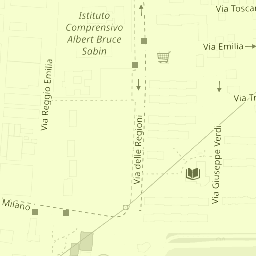 Istituto
Comprensivo
Albert Bruce
Sabin
Via Toscan
Via Emilia
Via Reggio Emilia
Via Tr
Via delle Regioni
Via Giuseppe Verdi
Milano